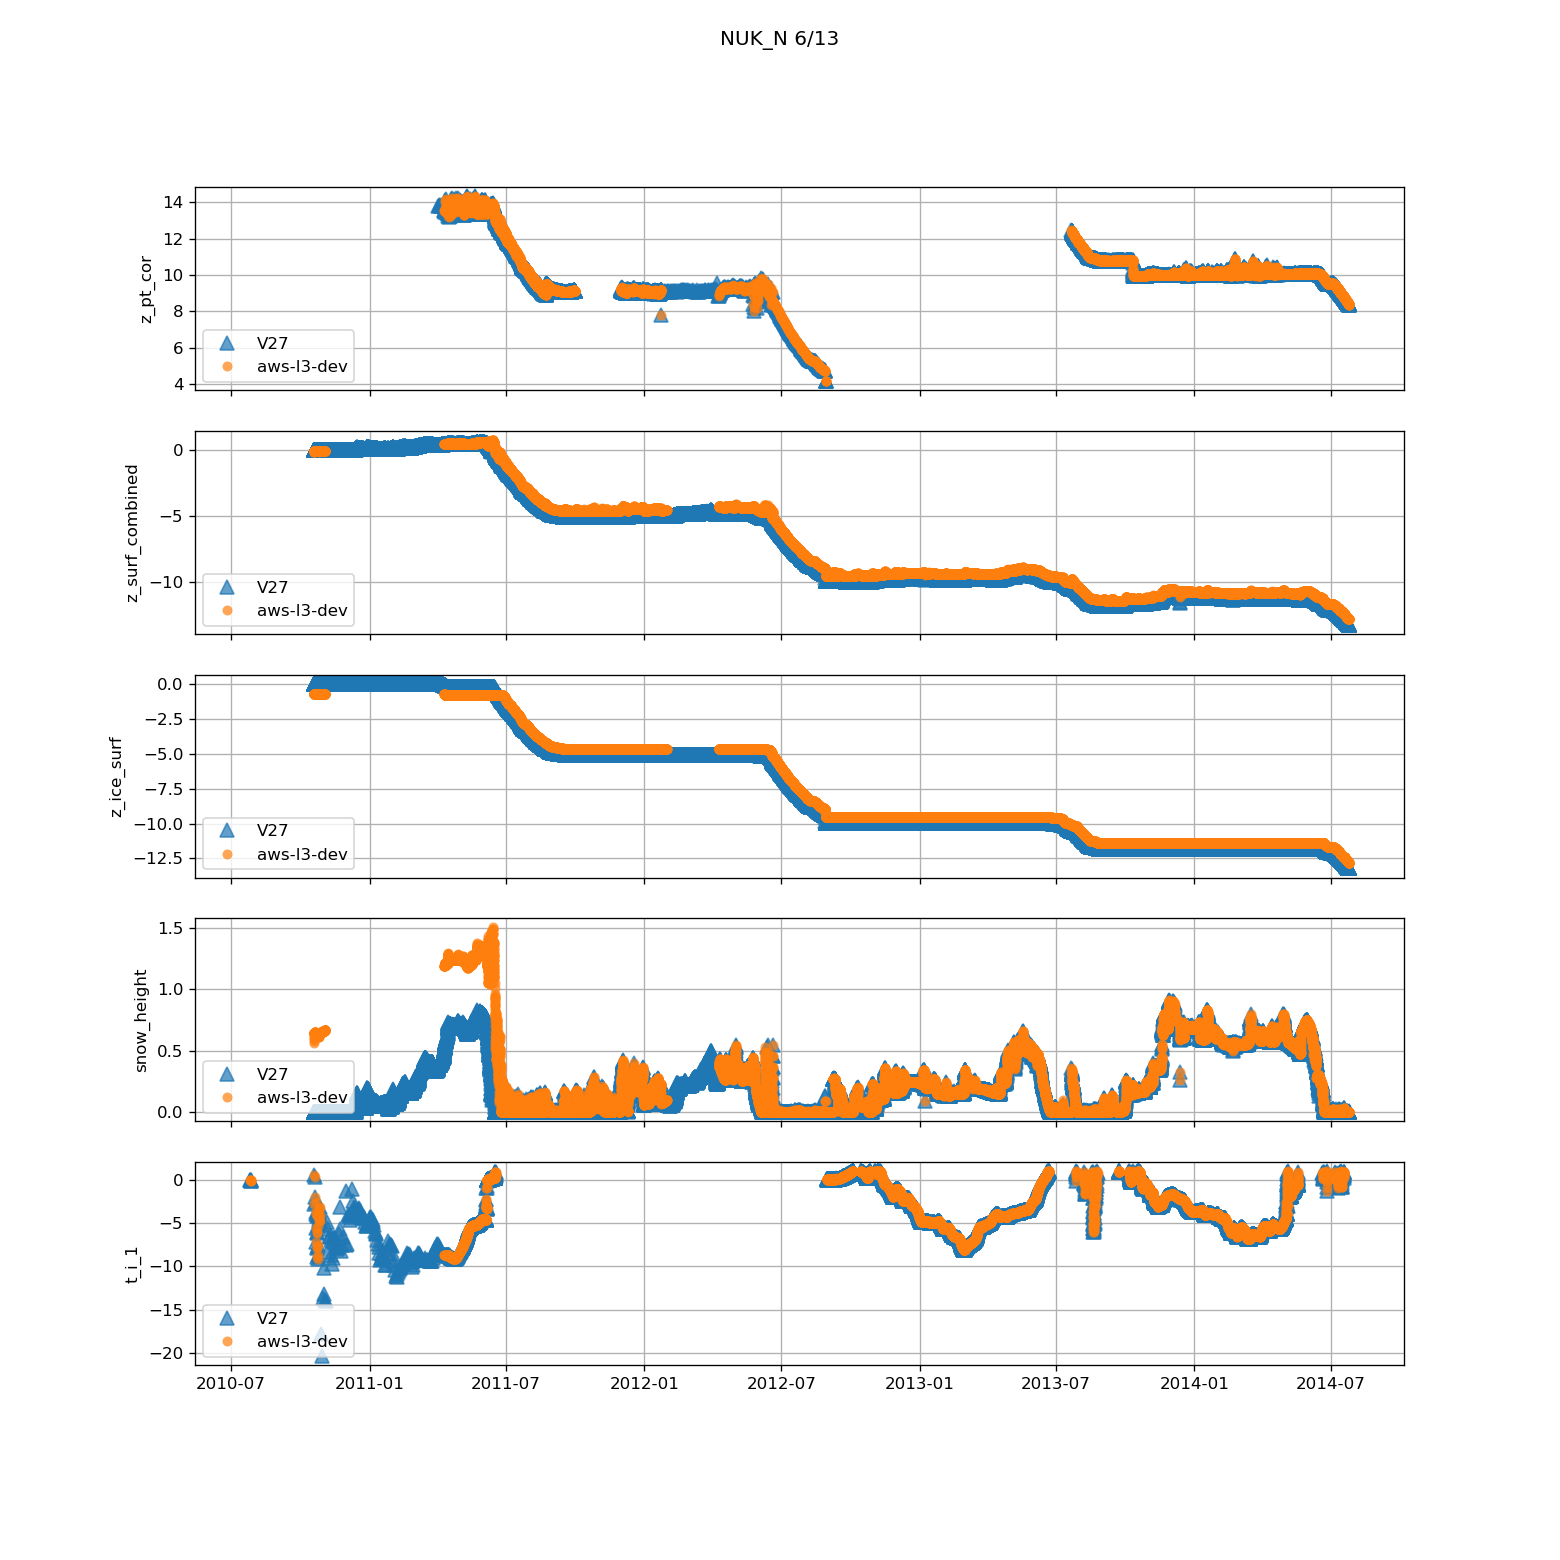 NUK_N 6/13
14
12
10
8
6
4
z_pt_cor
V27
aws-l3-dev
0
−5
−10
z_surf_combined
V27
aws-l3-dev
0.0
−2.5
−5.0
−7.5
−10.0
−12.5
z_ice_surf
V27
aws-l3-dev
1.5
1.0
0.5
0.0
snow_height
V27
aws-l3-dev
0
−5
−10
−15
−20
t_i_1
V27
aws-l3-dev
2010-07 2011-01 2011-07 2012-01 2012-07 2013-01 2013-07 2014-01 2014-07